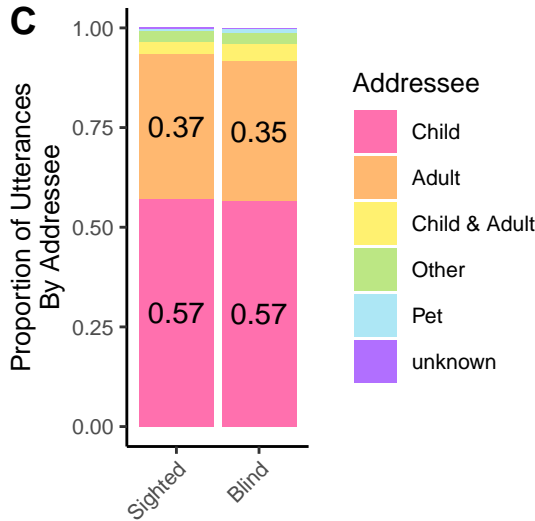 C
Proportion of Utterances
By Addressee
1.00
0.75
0.50
0.25
0.00
0.37
0.35
0.57
0.57
Sighted
Blind
Addressee
Child
Adult
Child & Adult
Other
Pet
unknown